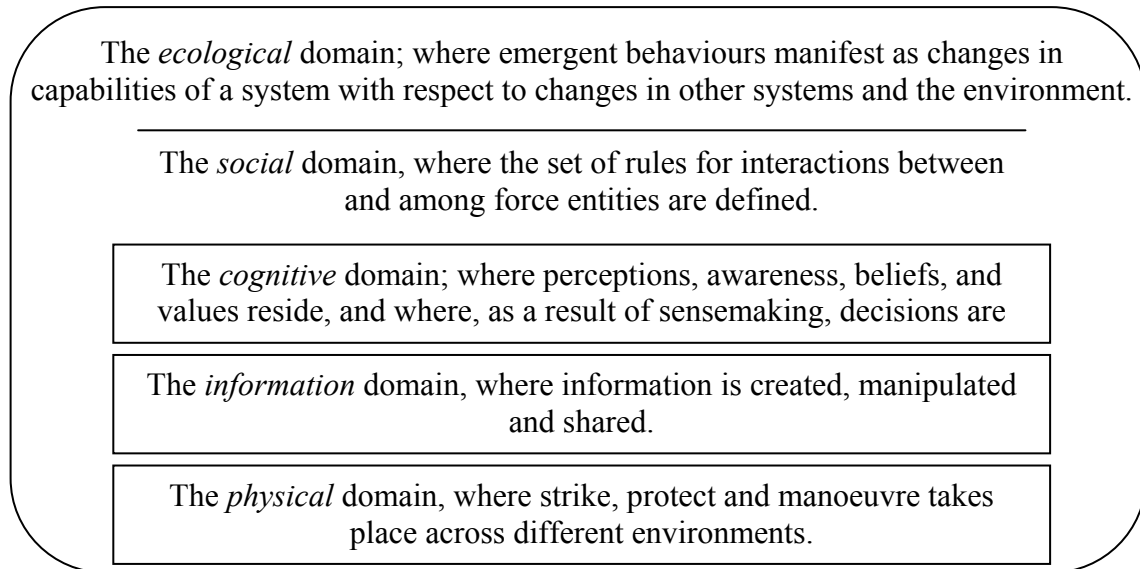 The ecological domain; where emergent behaviours manifest as changes in
capabilities of a system with respect to changes in other systems and the environment.
The social domain, where the set of rules for interactions between
and among force entities are defined.
The cognitive domain; where perceptions, awareness, beliefs, and
values reside, and where, as a result of sensemaking, decisions are
The information domain, where information is created, manipulated
and shared.
The physical domain, where strike, protect and manoeuvre takes
place across different environments.